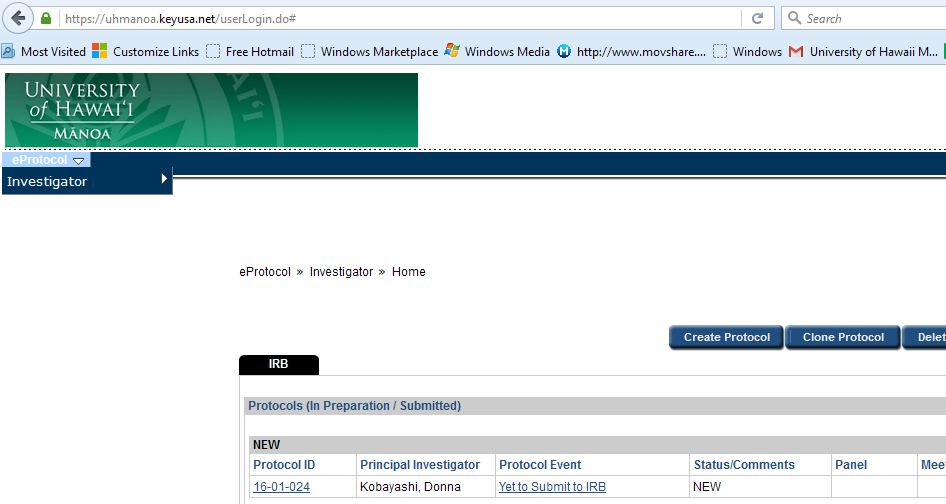 https://uhmanoa.keyusa.net/userLogin.do#
Search
Most Visited Customize Links Free Hotmail Windows Marketplace Windows Media http://www.movshare.... Windows University of Hawaii M...
UNIVERSITY
of HAWAIʻI
MĀNOA
eProtocol
Investigator
eProtocol » Investigator » Home
Create Protocol Clone Protocol Delet
IRB
Protocols (In Preparation / Submitted)
NEW
Protocol ID Principal Investigator Protocol Event Status/Comments Panel Mee
16-01-024 Kobayashi, Donna Yet to Submit to IRB NEW